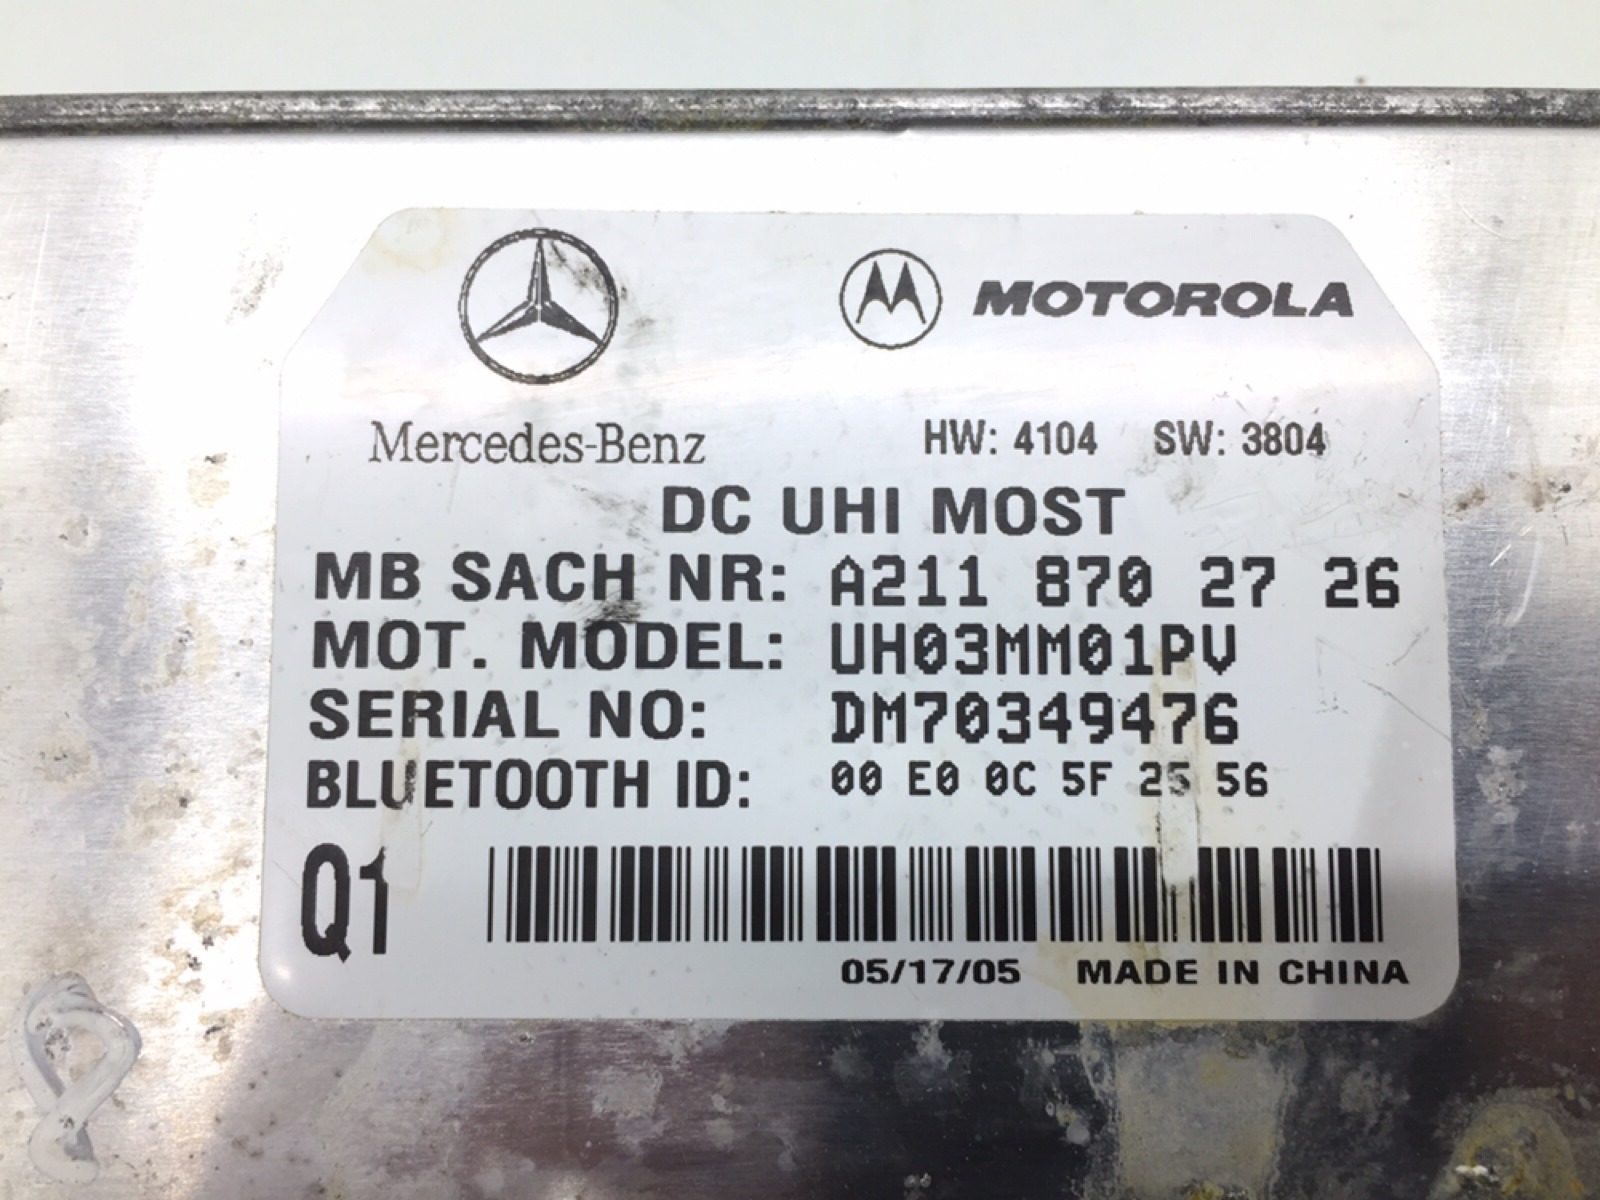 MOTOROLA
Mercedes-Benz
HW: 4104 SW: 3804
DC UHI MOST
MB SACH NR: A211 870 27 26
MOT. MODEL: UH03MM01PV
SERIAL NO: DM70349476
BLUETOOTH ID: 00 E0 0C 5F 25 56
Q1
05/17/05 MADE IN CHINA